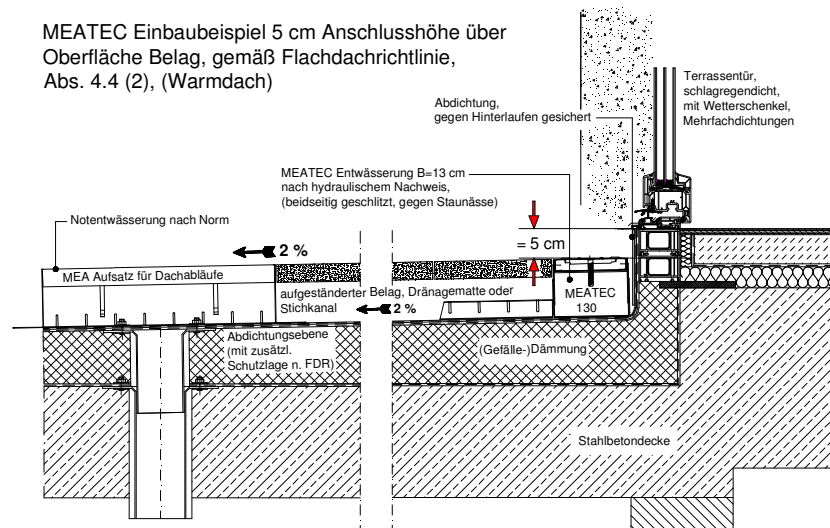 MEATEC Einbaubeispiel 5 cm Anschlusshöhe über
Oberfläche Belag, gemäß Flachdachrichtlinie,
Abs. 4.4 (2), (Warmdach)
Terrassentür,
schlagregendicht,
mit Wetterschenkel,
Mehrfachdichtungen
Abdichtung,
gegen Hinterlaufen gesichert
MEATEC Entwässerung B=13 cm
nach hydraulischem Nachweis,
(beidseitig geschlitzt, gegen Staunässe)
Notentwässerung nach Norm
2 %
= 5 cm
MEA Aufsatz für Dachabläufe
aufgeständerter Belag, Dränagematte oder
Stichkanal
2 %
MEATEC
130
Abdichtungsebene
(mit zusätzl.
Schutzlage n. FDR)
(Gefälle-)Dämmung
Stahlbetondecke